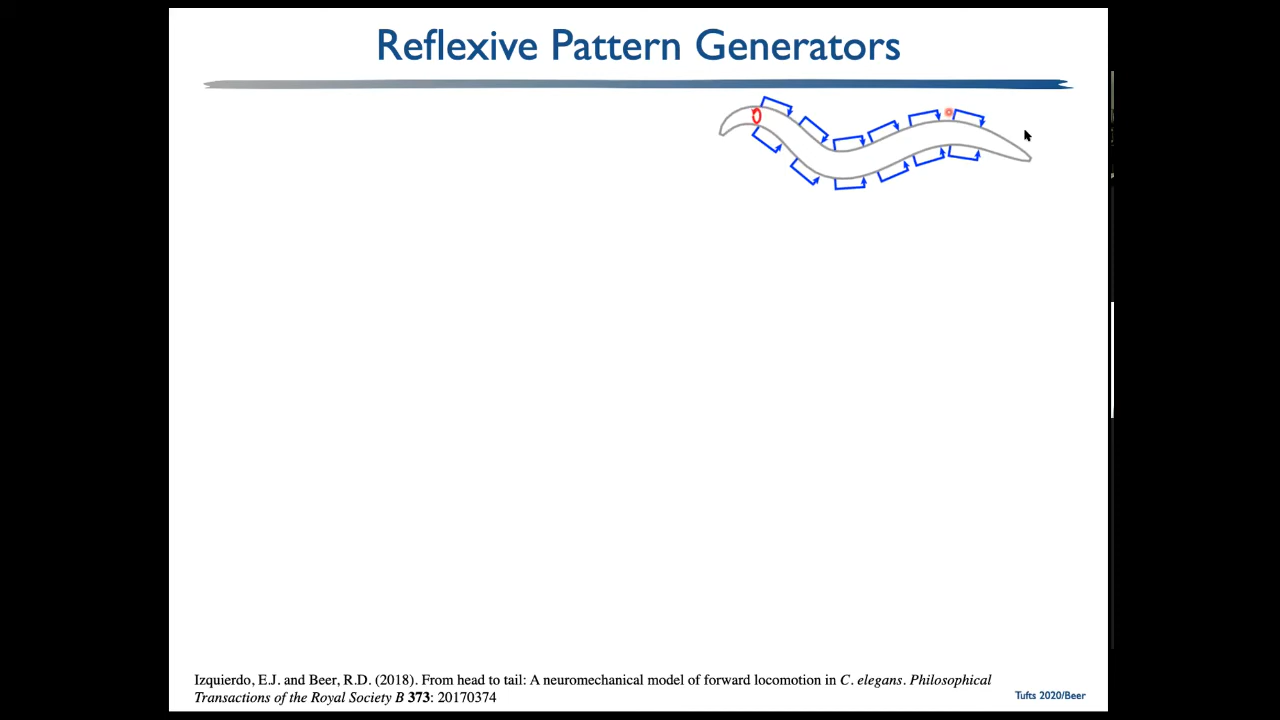 Reflexive Pattern Generators
Izquierdo, E.J. and Beer, R.D. (2018). From head to tail: A neuromechanical model of forward locomotion in C. elegans. Philosophical
Transactions of the Royal Society B 373: 20170374
Tufts 2020/Beer